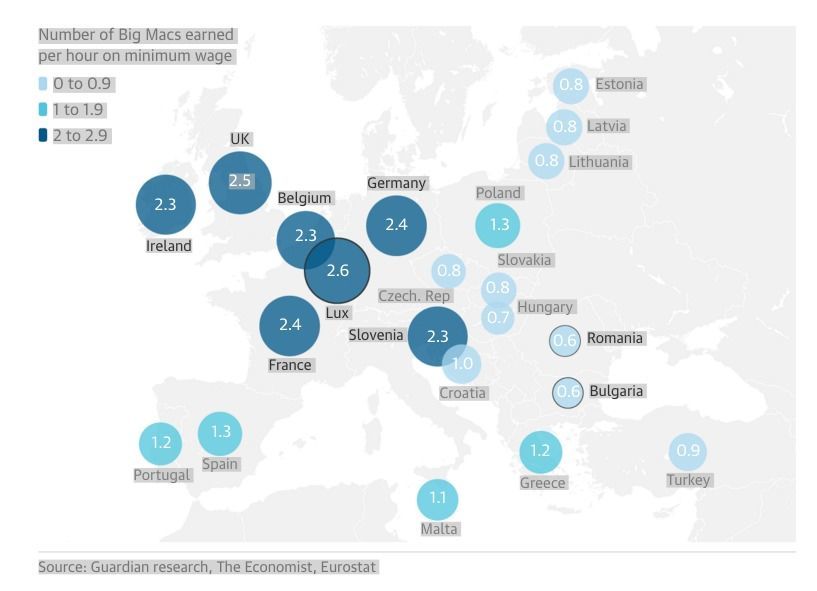 Number of Big Macs earned
per hour on minimum wage
0 to 0.9
1 to 1.9
2 to 2.9
0.8 Estonia
0.8 Latvia
0.8 Lithuania
UK
2.5
2.3
Ireland
Belgium
2.3
Germany
2.4
Poland
1.3
2.6
Lux
0.8
Czech. Rep
Slovakia
0.8
0.7
Hungary
2.4
France
Slovenia 2.3
1.0
Croatia
0.6 Romania
0.6 Bulgaria
1.2
Portugal
1.3
Spain
1.2
Greece
0.9
Turkey
1.1
Malta
Source: Guardian research, The Economist, Eurostat